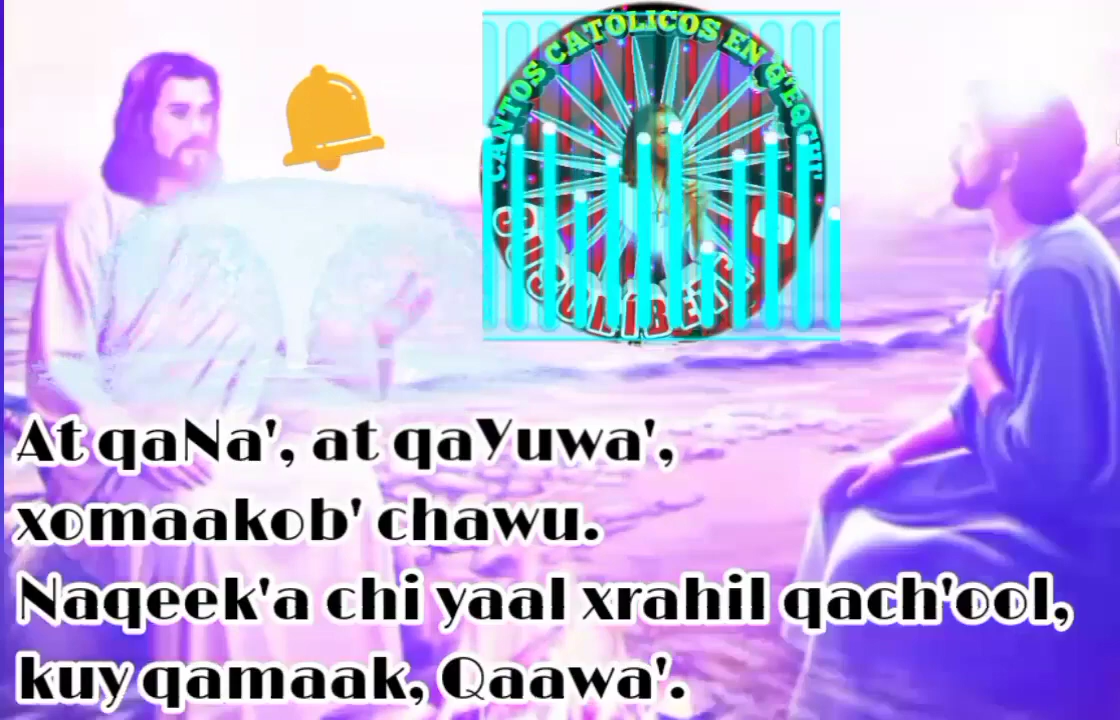 CANTOS CATÓLICOS EN Q'EQCHI'
At qaNa', at qaYuwa',
xomaakob' chawu.
Naqeek'a chi yaal xrahil qach'ool,
kuy qamaak, Qaawa'.